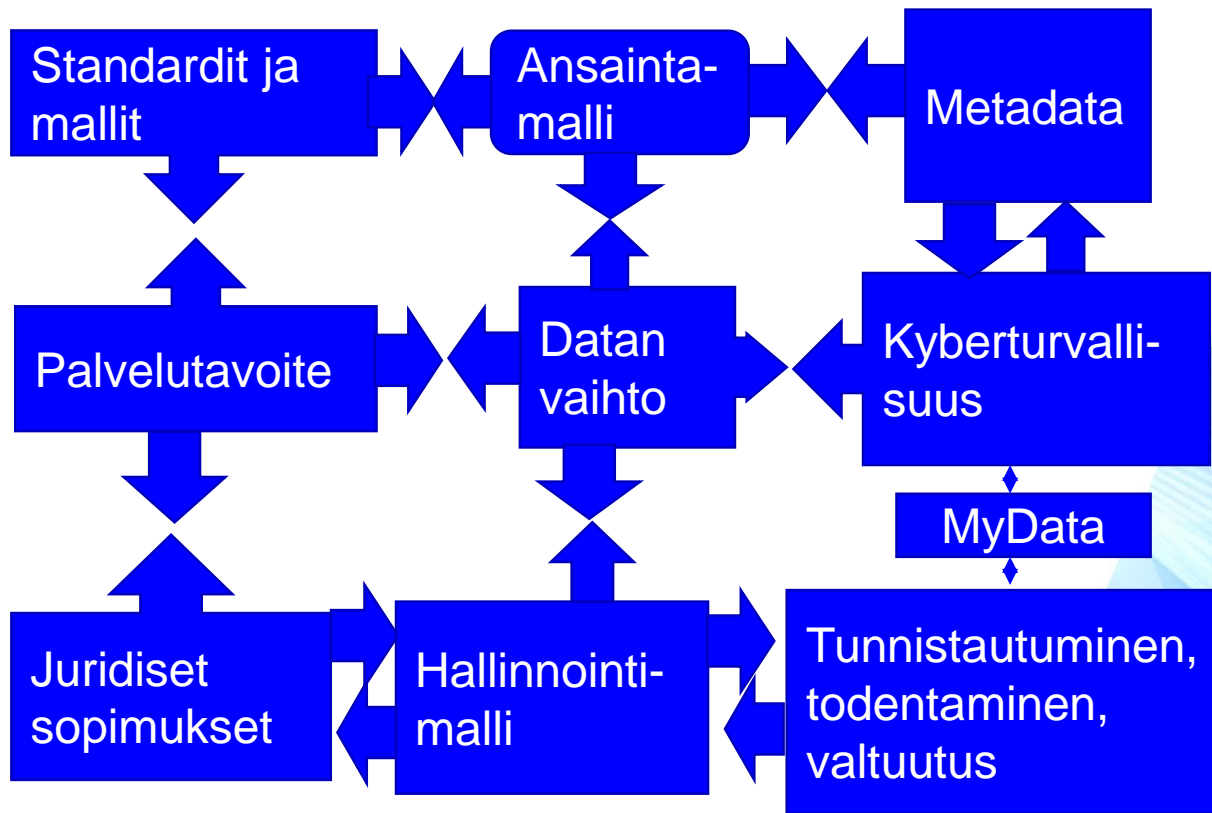 Standardit ja
mallit
Ansainta-
malli
Metadata
Palvelutavoite
Datan
vaihto
Kyberturvalli-
suus
MyData
Juridiset
sopimukset
Hallinnointi-
malli
Tunnistautuminen,
todentaminen,
valtuutus